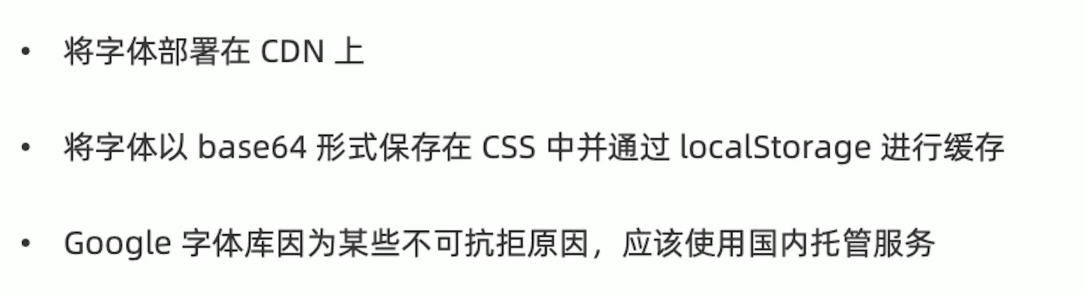 • 将字体部署在 CDN 上
• 将字体以 base64 形式保存在 CSS 中并通过 localStorage 进行缓存
• Google 字体库因为某些不可抗拒原因，应该使用国内托管服务